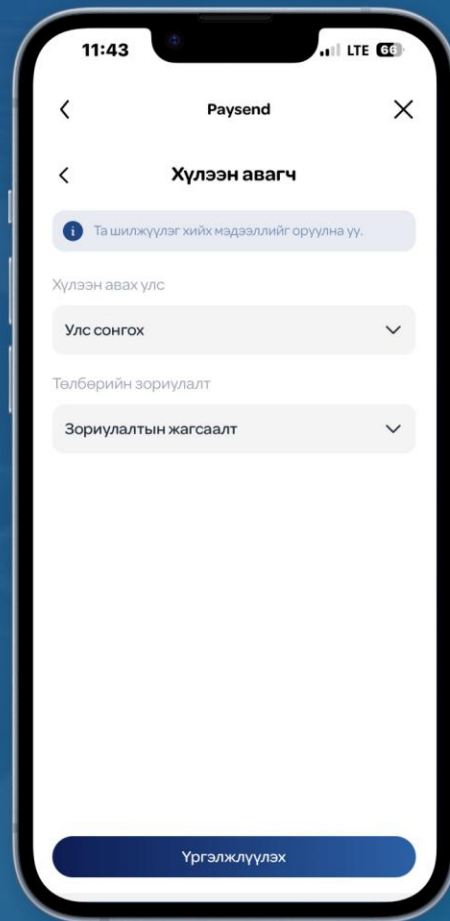 11:43
LTE 66
Paysend
Хүлээн авагч
Та шилжүүлэг хийх мэдээллийг оруулна уу.
Хүлээн авах улс
Улс сонгох
Төлбөрийн зориулалт
Зориулалтын жагсаалт
Үргэлжлүүлэх